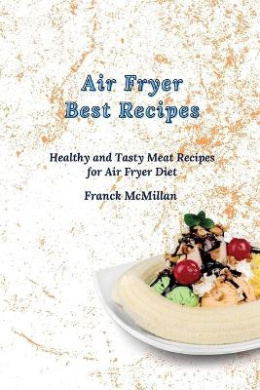 Air Fryer
Best Recipes
Healthy and Tasty Meat Recipes
for Air Fryer Diet
Franck McMillan